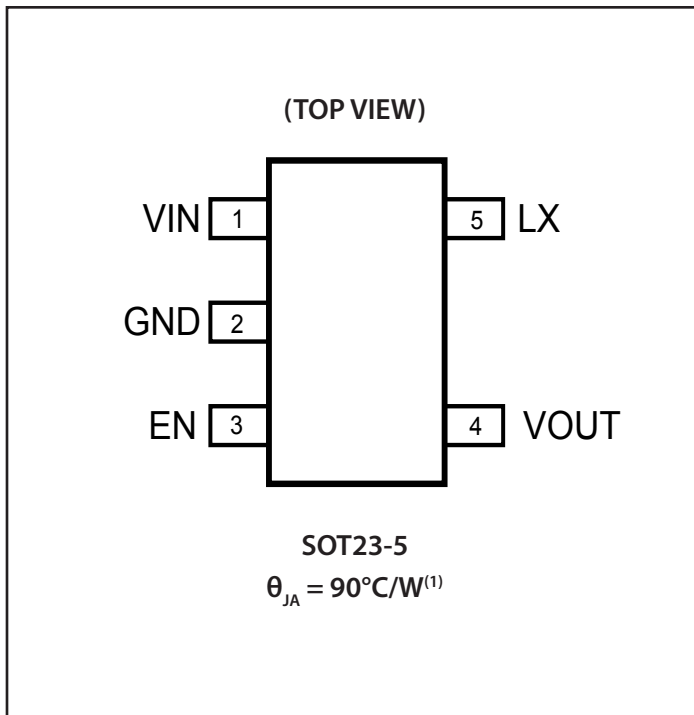 (TOP VIEW)
VIN 1 5 LX
GND 2
EN 3 4 VOUT
SOT23-5
θJA = 90°C/W(1)